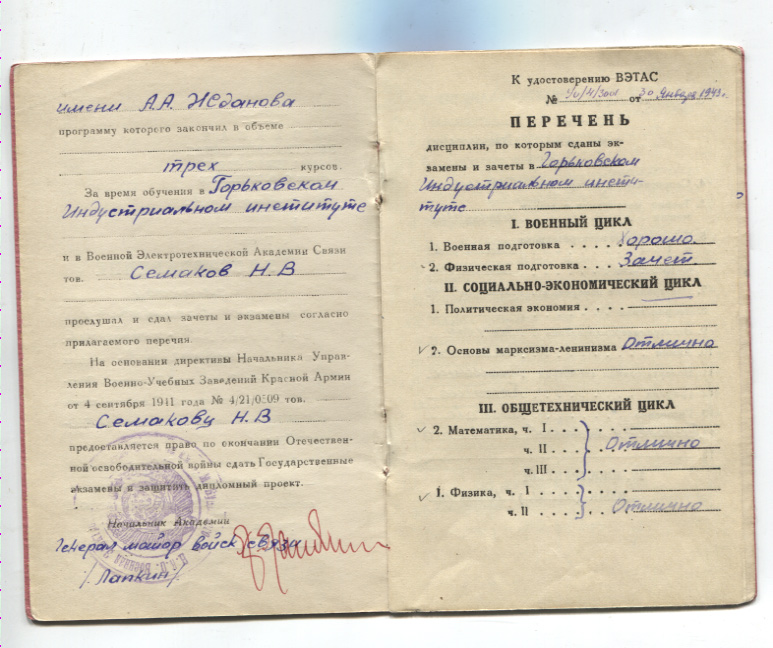 имени А.А. Жданова
программу которого закончил в объеме
трех курсов.
За время обучения в Горьковском
Индустриальном институте
и в Военной Электротехнической Академии Связи
тов. Семаков Н.В
прослушал и сдал зачеты и экзамены согласно
прилагаемого перечня.
На основании директивы Начальника Управ-
ления Военно-Учебных Заведений Красной Армии
от 4 сентября 1941 года № 4/21/0309 тов.
Семакову Н.В
предоставляется право по окончании Отечествен-
ной освободительной войны сдать Государственные
экзамены и защитить дипломный проект.
Начальник Академии
Генерал майор войск связи
/Лапкин/
К удостоверению ВЭТАС
№ от 30 Января 1943 г.
ПЕРЕЧЕНЬ
дисциплин, по которым сданы эк-
замены и зачеты в Горьковском
Индустриальном инсти-
туте
I. ВОЕННЫЙ ЦИКЛ
1. Военная подготовка . . . . Хорошо.
2. Физическая подготовка . . . . Зачет
II. СОЦИАЛЬНО-ЭКОНОМИЧЕСКИЙ ЦИКЛ
1. Политическая экономия . . . .
2. Основы марксизма-ленинизма Отлично
III. ОБЩЕТЕХНИЧЕСКИЙ ЦИКЛ
2. Математика, ч. I . . . .
ч. II . . . Отлично
ч. III . . .
1. Физика, ч. I . . . .
ч. II . . . Отлично